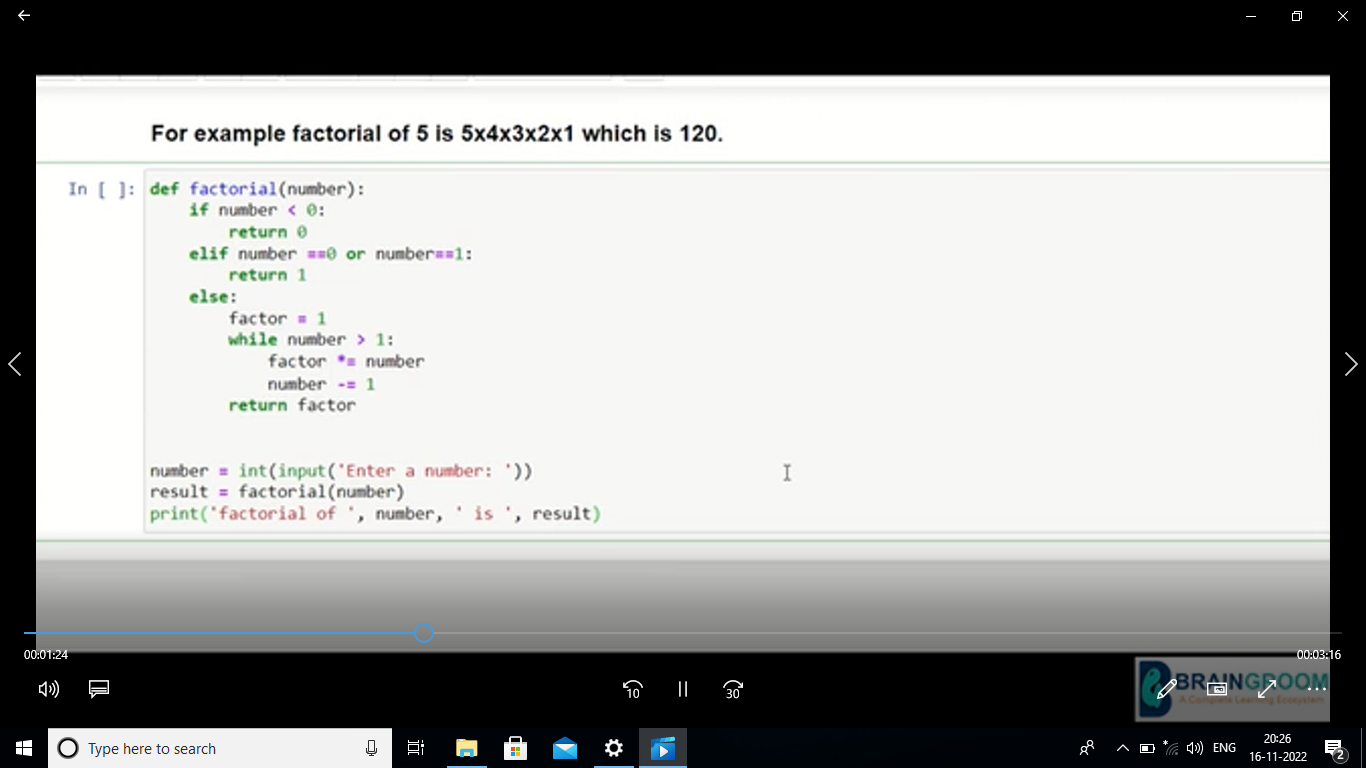 For example factorial of 5 is 5x4x3x2x1 which is 120.
In [ ]:
def factorial(number):
    if number < 0:
        return 0
    elif number ==0 or number==1:
        return 1
    else:
        factor = 1
        while number > 1:
            factor *= number
            number -= 1
        return factor
number = int(input('Enter a number: '))
result = factorial(number)
print('factorial of ', number, ' is ', result)
00:01:24
00:03:16
10
30
BRAINGROOM
A Complete Learning Ecosystem
Type here to search
ENG
20:26
16-11-2022
2